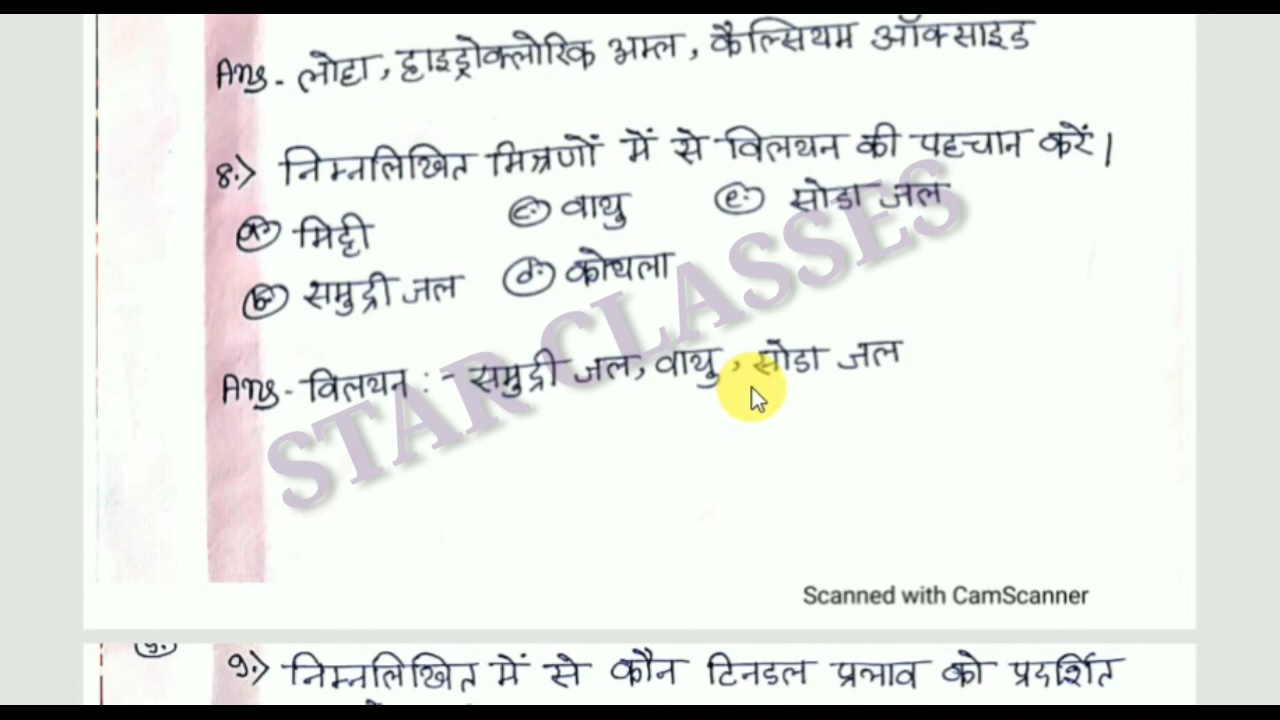 Ans - लोहा, हाइड्रोक्लोरिक अम्ल, कैल्सियम ऑक्साइड
8.> निम्नलिखित मिश्रणों में से विलयन की पहचान करें।
a. मिट्टी c. वायु e. सोडा जल
b. समुद्री जल d. कोयला
STAR CLASSES
Ans - विलयन :- समुद्री जल, वायु, सोडा जल
Scanned with CamScanner
9.> निम्नलिखित में से कौन टिनडल प्रभाव को प्रदर्शित